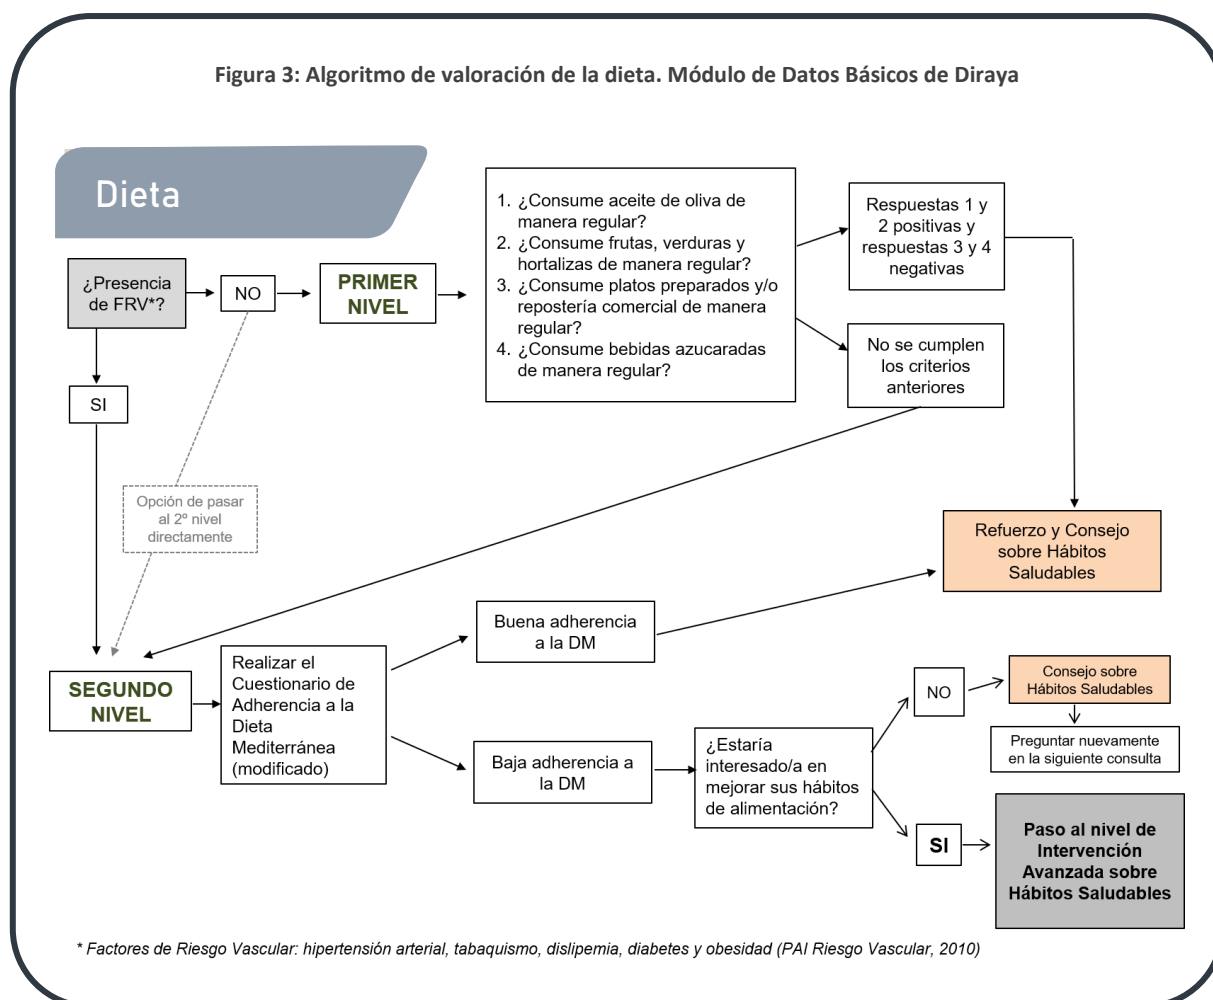 Figura 3: Algoritmo de valoración de la dieta. Módulo de Datos Básicos de Diraya
Dieta
¿Presencia
de FRV*?
NO
PRIMER
NIVEL
1. ¿Consume aceite de oliva de
manera regular?
2. ¿Consume frutas, verduras y
hortalizas de manera regular?
3. ¿Consume platos preparados y/o
repostería comercial de manera
regular?
4. ¿Consume bebidas azucaradas
de manera regular?
Respuestas 1 y
2 positivas y
respuestas 3 y 4
negativas
No se cumplen
los criterios
anteriores
SI
Opción de pasar
al 2º nivel
directamente
Refuerzo y Consejo
sobre Hábitos
Saludables
SEGUNDO
NIVEL
Realizar el
Cuestionario de
Adherencia a la
Dieta
Mediterránea
(modificado)
Buena adherencia
a la DM
Baja adherencia a
la DM
¿Estaría
interesado/a en
mejorar sus hábitos
de alimentación?
NO
Consejo sobre
Hábitos Saludables
Preguntar nuevamente
en la siguiente consulta
SI
Paso al nivel de
Intervención
Avanzada sobre
Hábitos Saludables
* Factores de Riesgo Vascular: hipertensión arterial, tabaquismo, dislipemia, diabetes y obesidad (PAI Riesgo Vascular, 2010)